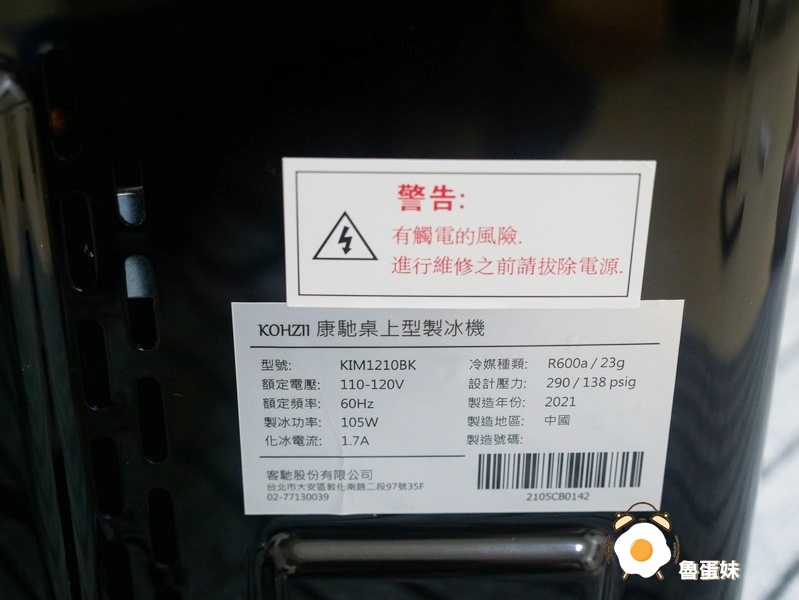 警告:
有觸電的風險.
進行維修之前請拔除電源.
KOHZII 康馳桌上型製冰機
型號: KIM1210BK 冷媒種類: R600a / 23g
額定電壓: 110-120V 設計壓力: 290 / 138 psig
額定頻率: 60Hz 製造年份: 2021
製冰功率: 105W 製造地區: 中國
化冰電流: 1.7A 製造號碼:
客馳股份有限公司
台北市大安區敦化南路二段97號35F
02-77130039
2105CB0142
魯蛋妹